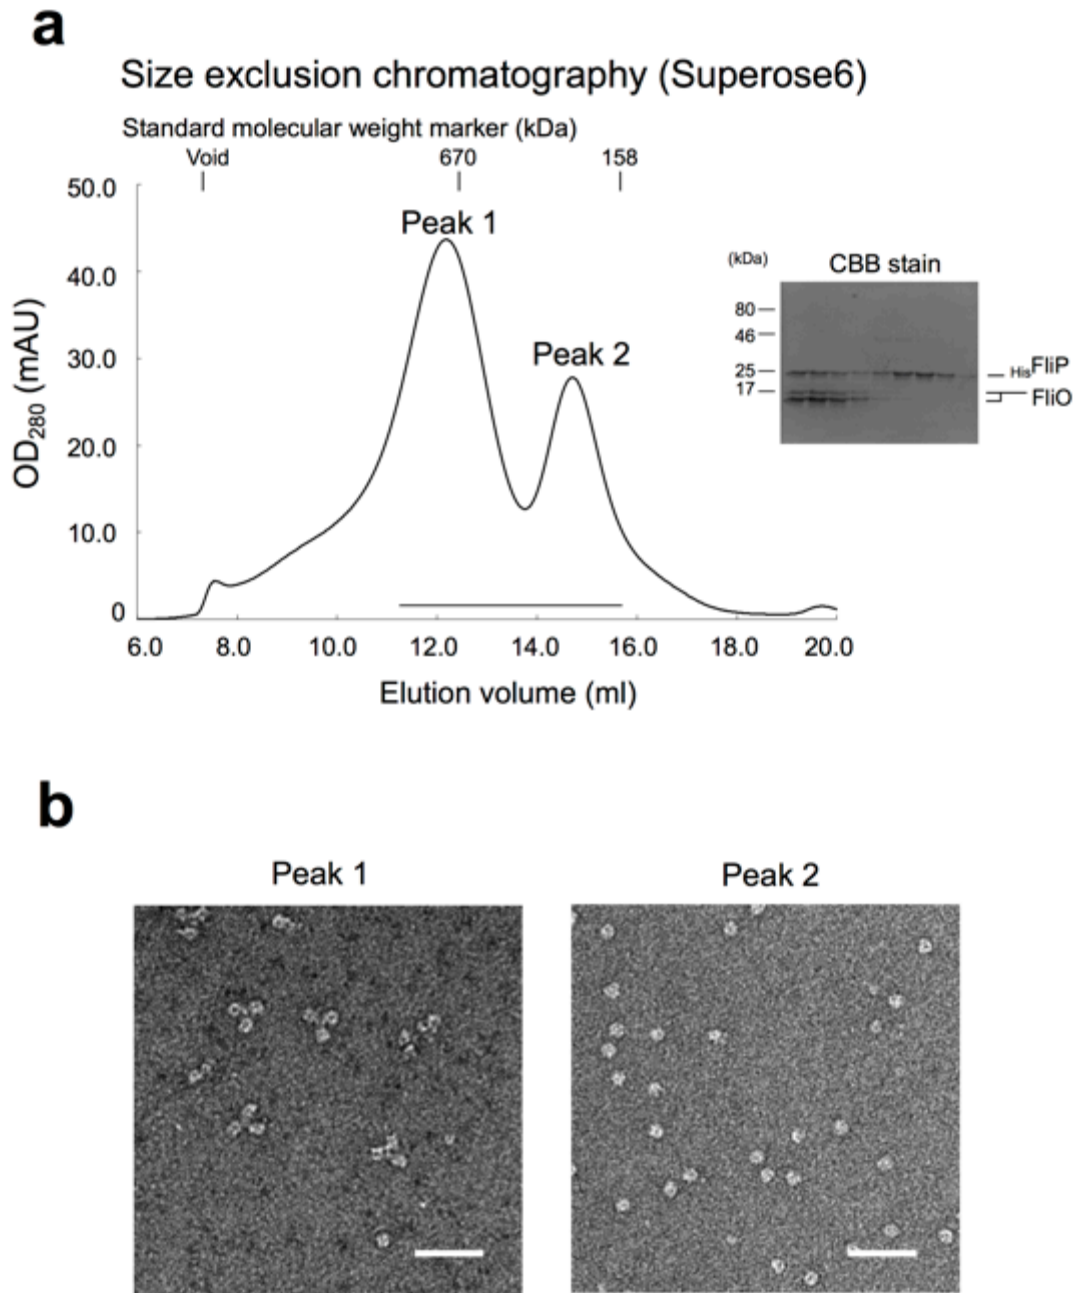 a
Size exclusion chromatography (Superose6)
Standard molecular weight marker (kDa)
Void 670 158
50.0
40.0
30.0
20.0
10.0
0
OD280 (mAU)
Peak 1
Peak 2
6.0 8.0 10.0 12.0 14.0 16.0 18.0 20.0
Elution volume (ml)
(kDa) CBB stain
80
46
25
17
HisFliP
FliO
b
Peak 1 Peak 2